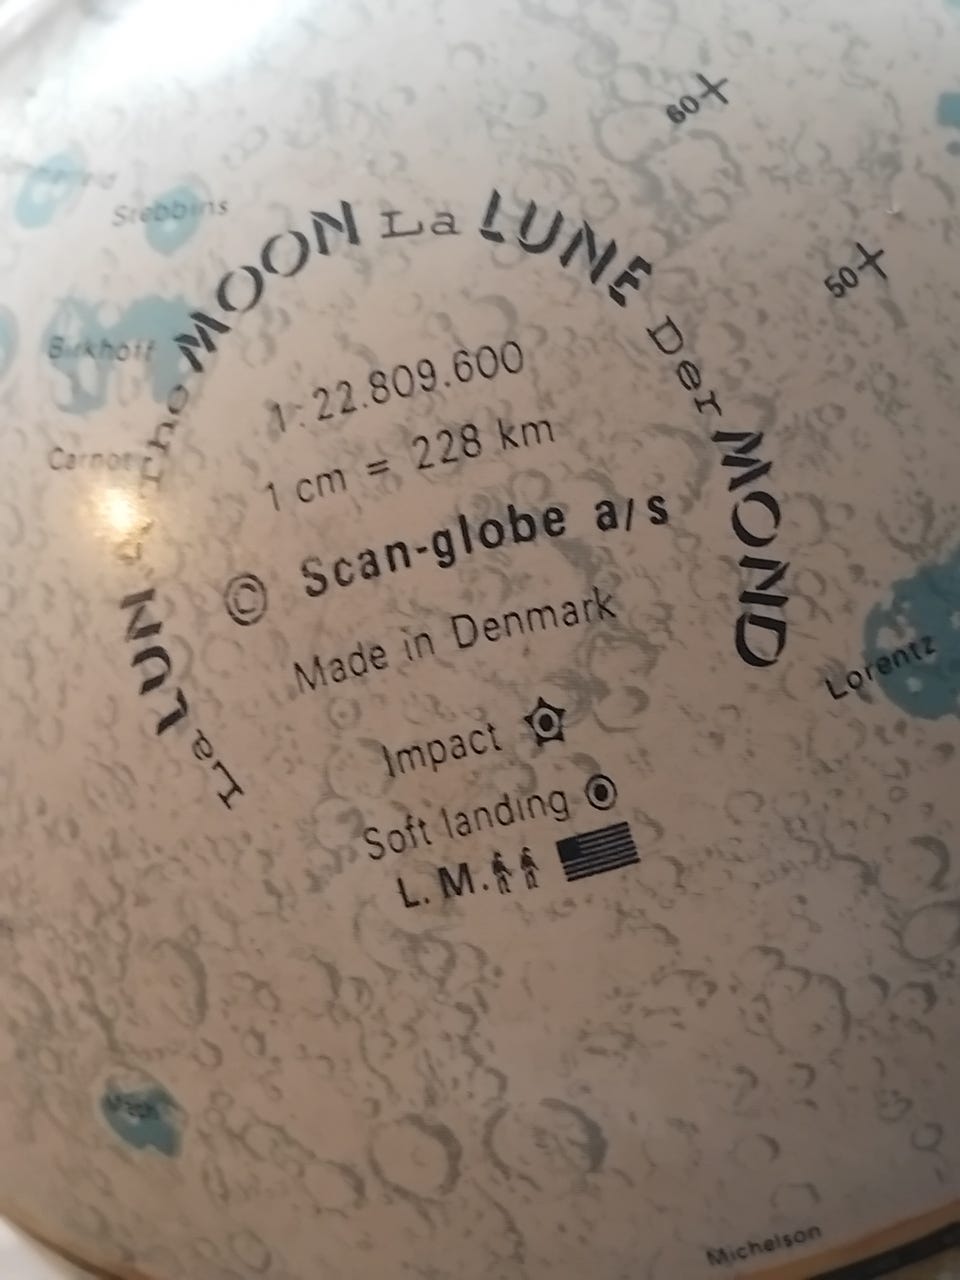 60
Stebbins
La LUNA the MOON La LUNE Der MOND
50
Birkhoff
1:22.809.600
Carnot
1 cm = 228 km
© Scan-globe a/s
Made in Denmark
Lorentz
Impact
Soft landing
L.M.
Michelson